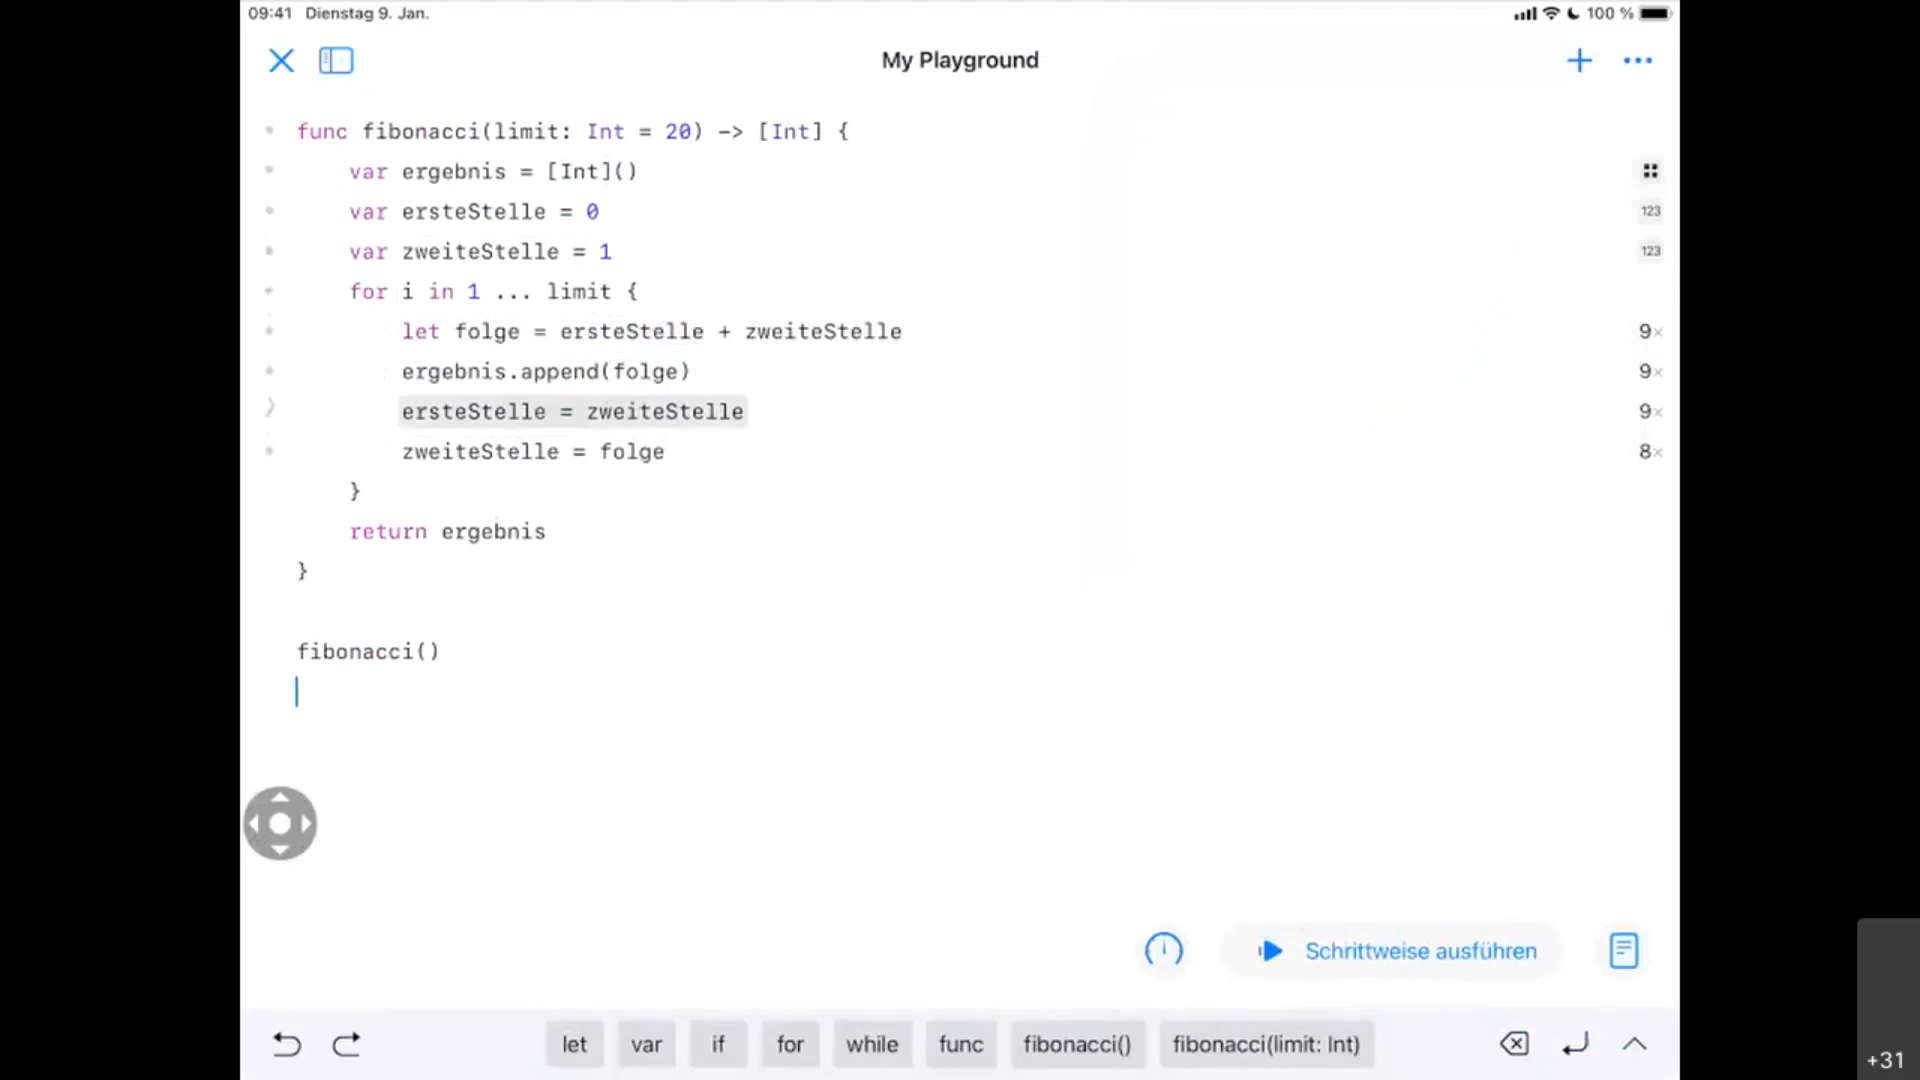 09:41 Dienstag 9. Jan.
100 %
My Playground
func fibonacci(limit: Int = 20) -> [Int] {
var ergebnis = [Int]()
var ersteStelle = 0
123
var zweiteStelle = 1
123
for i in 1 ... limit {
let folge = ersteStelle + zweiteStelle
9×
ergebnis.append(folge)
9×
ersteStelle = zweiteStelle
9×
zweiteStelle = folge
8×
}
return ergebnis
}
fibonacci()
Schrittweise ausführen
let var if for while func fibonacci() fibonacci(limit: Int)
+31